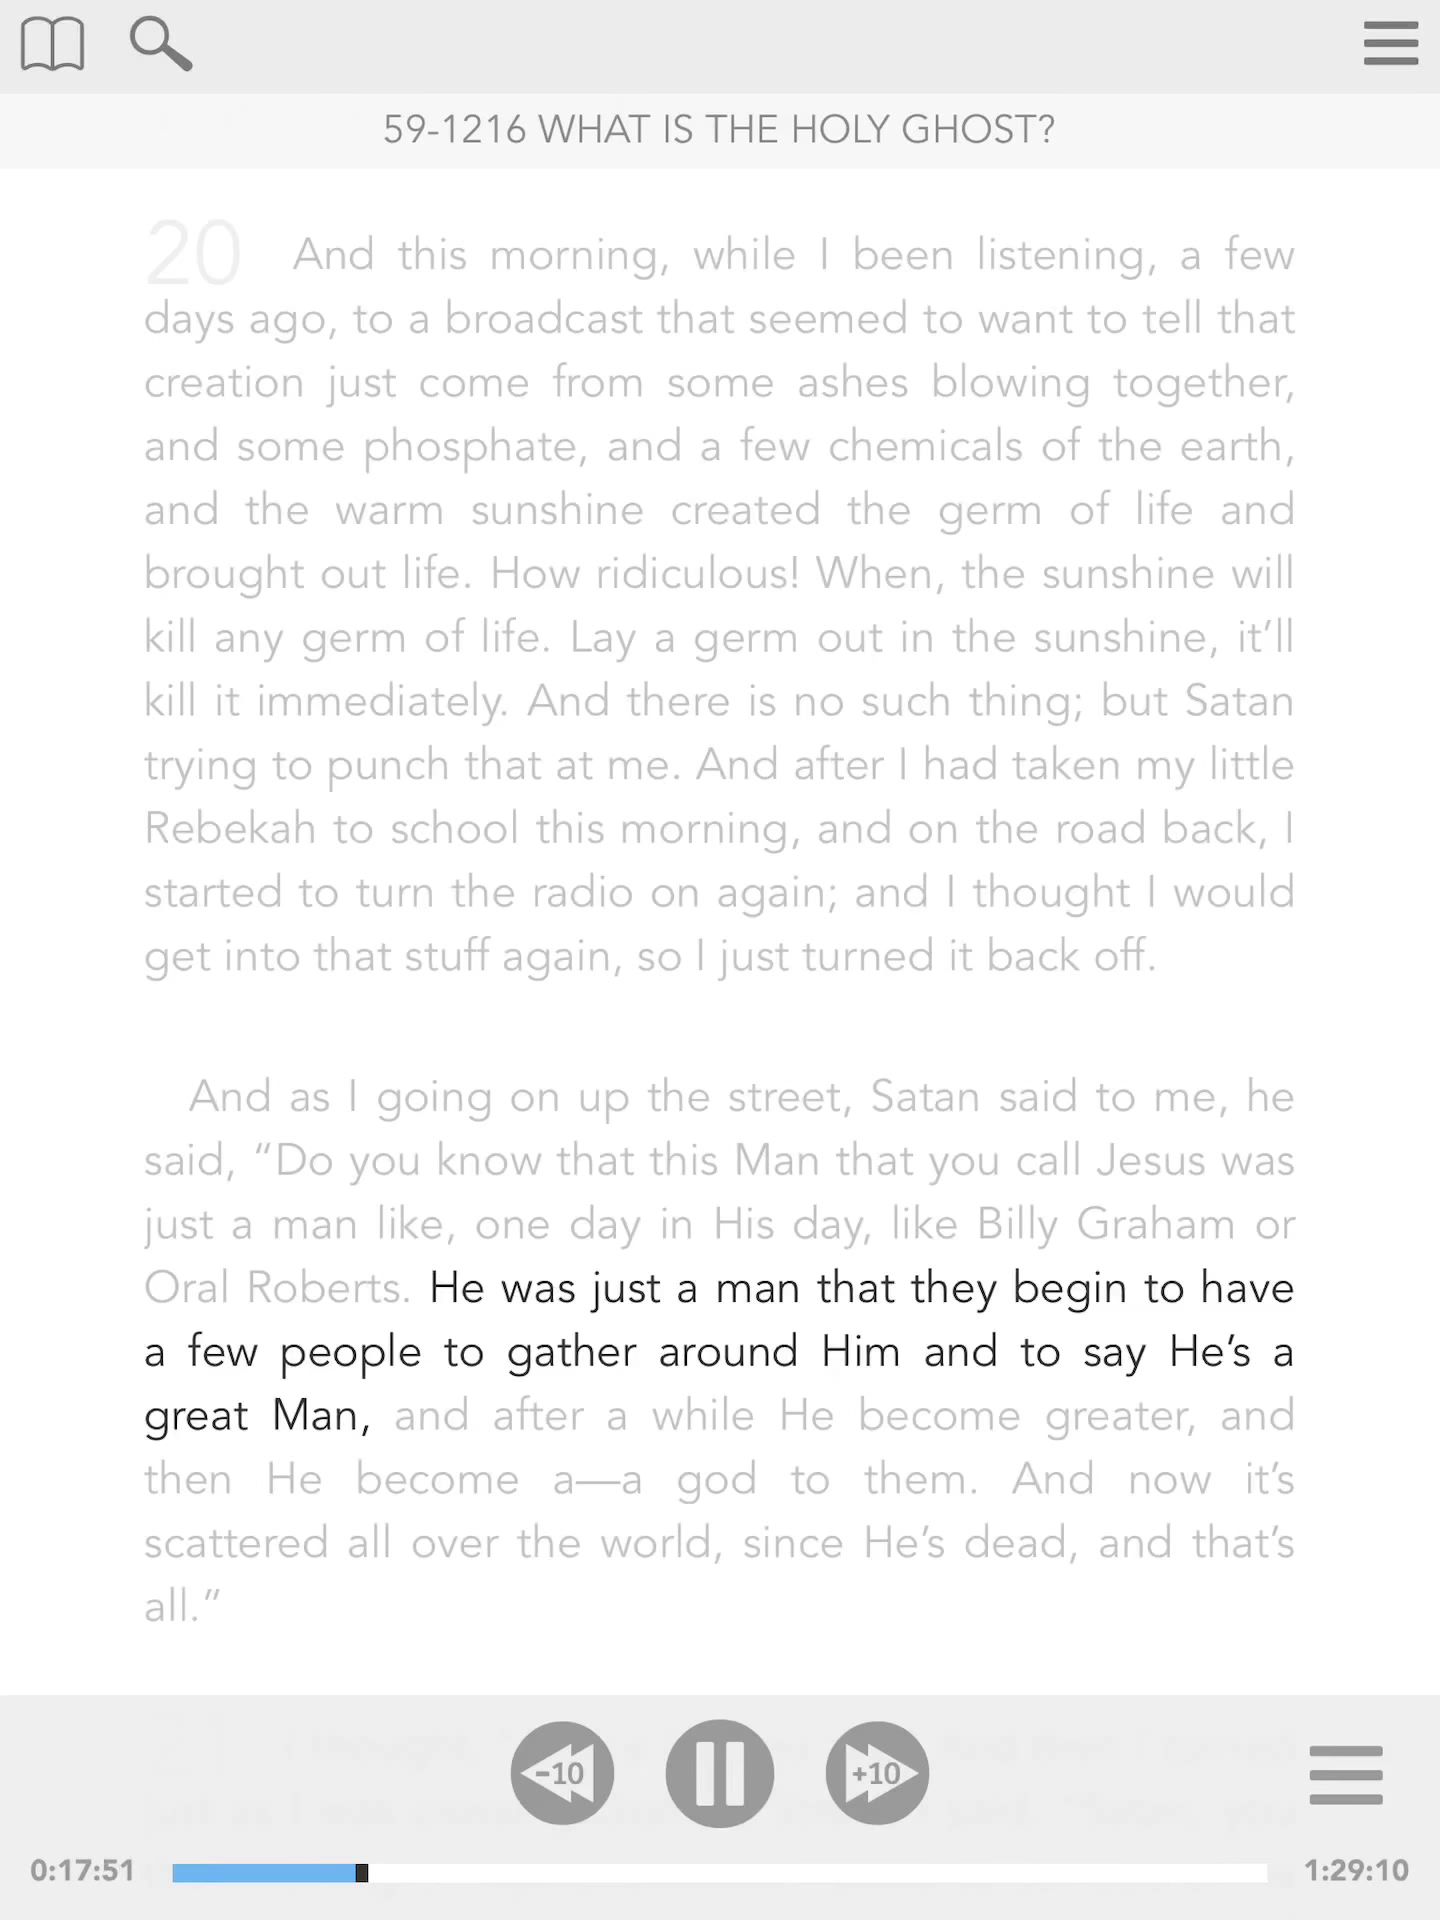 59-1216 WHAT IS THE HOLY GHOST?
20 And this morning, while I been listening, a few
days ago, to a broadcast that seemed to want to tell that
creation just come from some ashes blowing together,
and some phosphate, and a few chemicals of the earth,
and the warm sunshine created the germ of life and
brought out life. How ridiculous! When, the sunshine will
kill any germ of life. Lay a germ out in the sunshine, it’ll
kill it immediately. And there is no such thing; but Satan
trying to punch that at me. And after I had taken my little
Rebekah to school this morning, and on the road back, I
started to turn the radio on again; and I thought I would
get into that stuff again, so I just turned it back off.
And as I going on up the street, Satan said to me, he
said, “Do you know that this Man that you call Jesus was
just a man like, one day in His day, like Billy Graham or
Oral Roberts. He was just a man that they begin to have
a few people to gather around Him and to say He’s a
great Man, and after a while He become greater, and
then He become a—a god to them. And now it’s
scattered all over the world, since He’s dead, and that’s
all.”
-10 +10
0:17:51 1:29:10